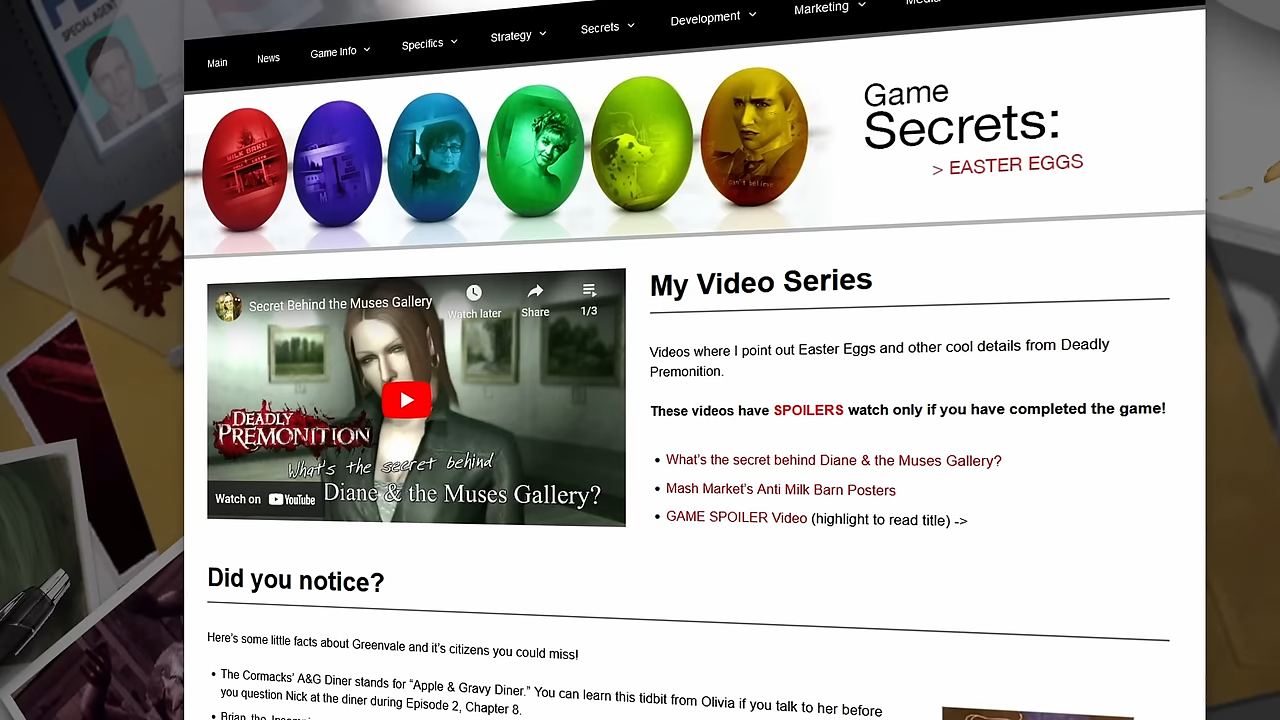 SPECIAL AGENT
Main News Game Info Specifics Strategy Secrets Development Marketing
MILK BARN
I can't believe
Game
Secrets:
> EASTER EGGS
Secret Behind the Muses Gallery
Watch later Share 1/3
DEADLY
PREMONITION
What's the secret behind
Diane & the Muses Gallery?
Watch on YouTube
My Video Series
Videos where I point out Easter Eggs and other cool details from Deadly
Premonition.
These videos have SPOILERS watch only if you have completed the game!
• What's the secret behind Diane & the Muses Gallery?
• Mash Market's Anti Milk Barn Posters
• GAME SPOILER Video (highlight to read title) ->
Did you notice?
Here's some little facts about Greenvale and it's citizens you could miss!
• The Cormacks' A&G Diner stands for “Apple & Gravy Diner.” You can learn this tidbit from Olivia if you talk to her before
you question Nick at the diner during Episode 2, Chapter 8.